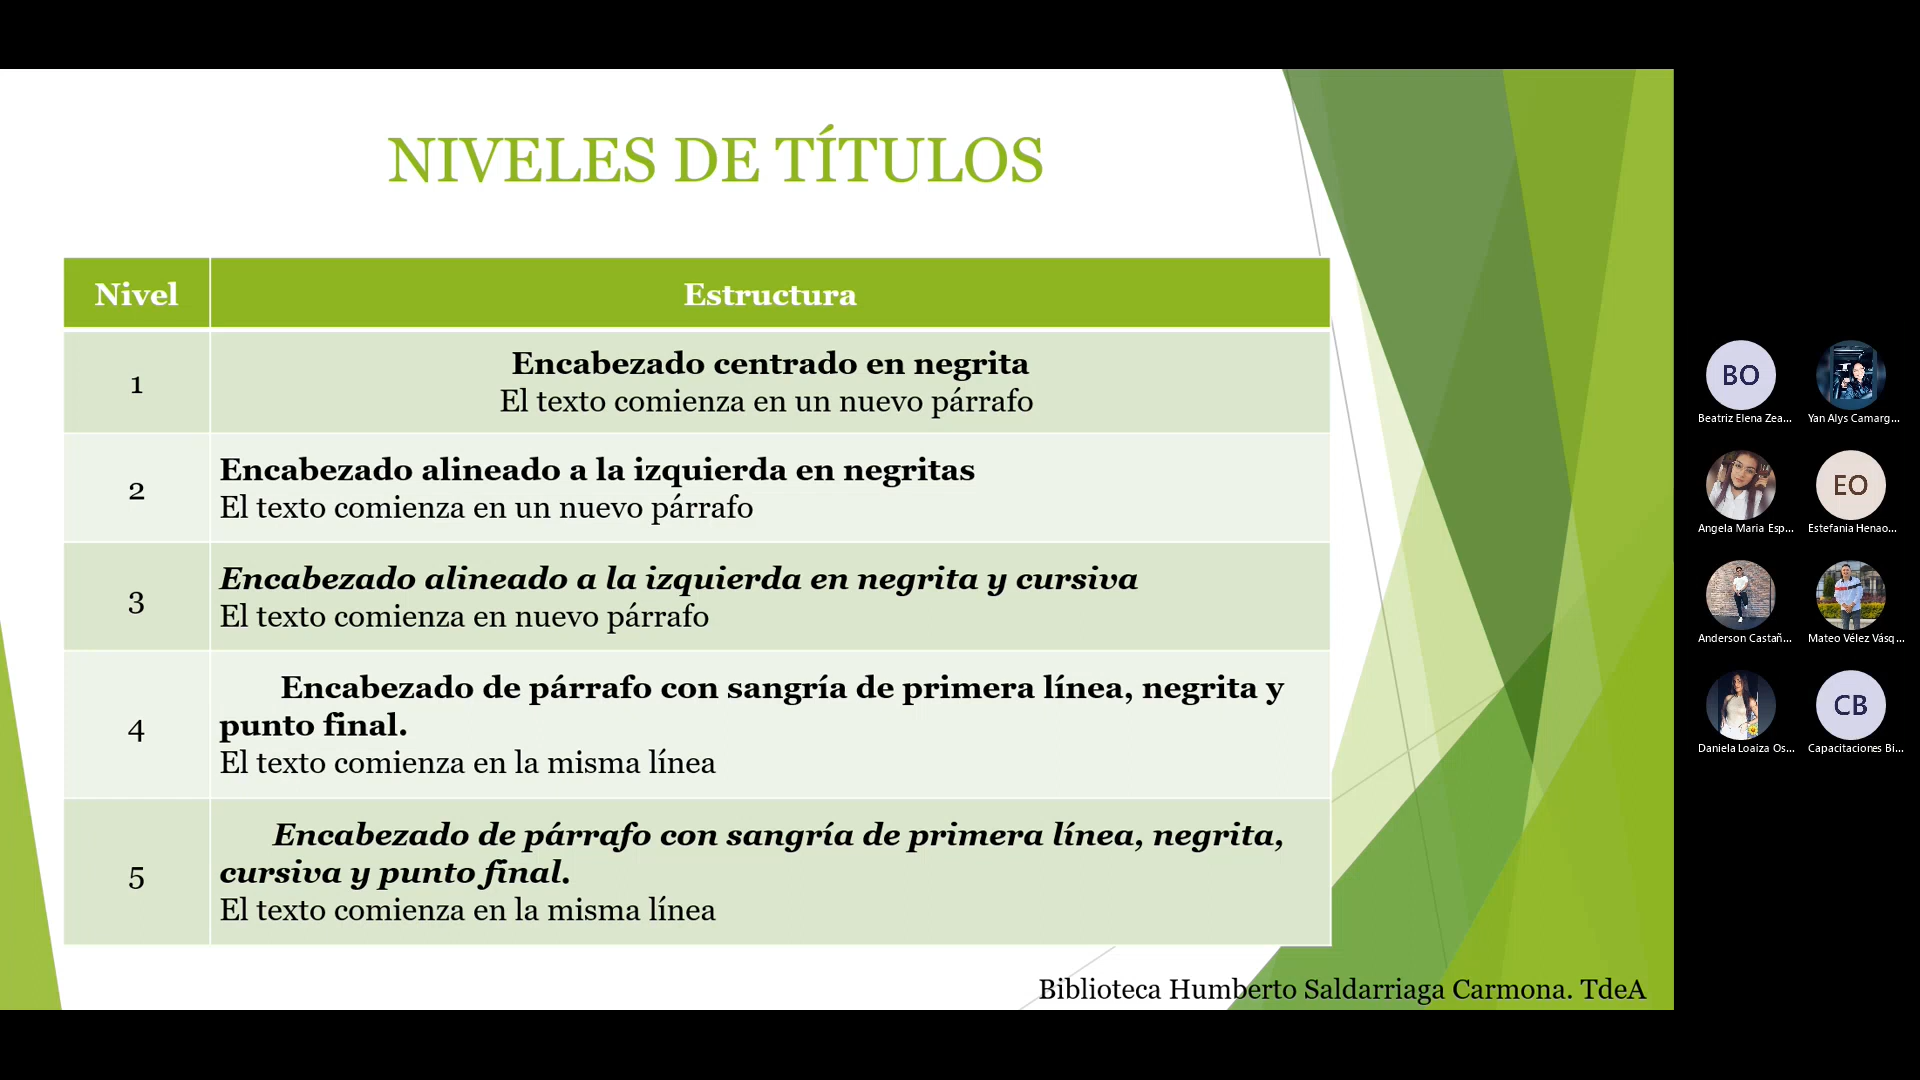 NIVELES DE TÍTULOS
Nivel
Estructura
1
Encabezado centrado en negrita
El texto comienza en un nuevo párrafo
2
Encabezado alineado a la izquierda en negritas
El texto comienza en un nuevo párrafo
3
Encabezado alineado a la izquierda en negrita y cursiva
El texto comienza en nuevo párrafo
4
Encabezado de párrafo con sangría de primera línea, negrita y
punto final.
El texto comienza en la misma línea
5
Encabezado de párrafo con sangría de primera línea, negrita,
cursiva y punto final.
El texto comienza en la misma línea
Biblioteca Humberto Saldarriaga Carmona. TdeA
BO
Beatriz Elena Zea...
Yan Alys Camarg...
Angela Maria Esp...
EO
Estefania Henao...
Anderson Castañ...
Mateo Vélez Vásq...
Daniela Loaiza Os...
CB
Capacitaciones Bi...